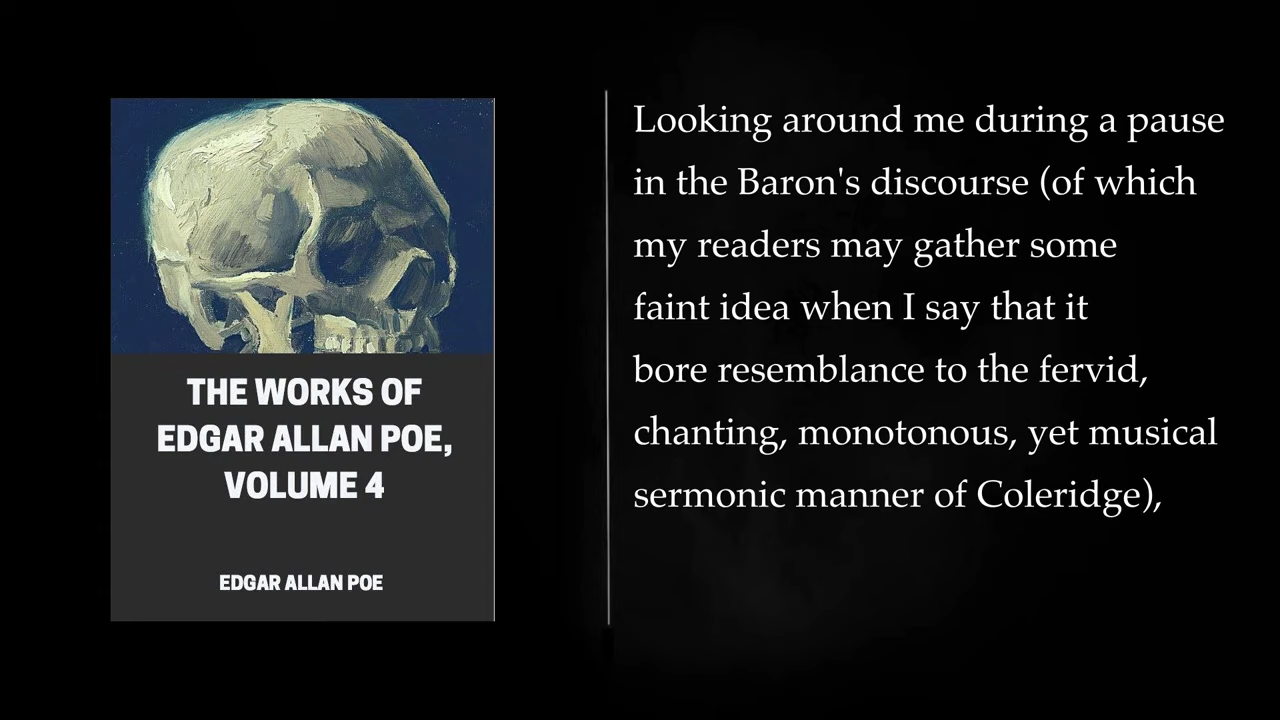 THE WORKS OF
EDGAR ALLAN POE,
VOLUME 4
EDGAR ALLAN POE
Looking around me during a pause
in the Baron's discourse (of which
my readers may gather some
faint idea when I say that it
bore resemblance to the fervid,
chanting, monotonous, yet musical
sermonic manner of Coleridge),